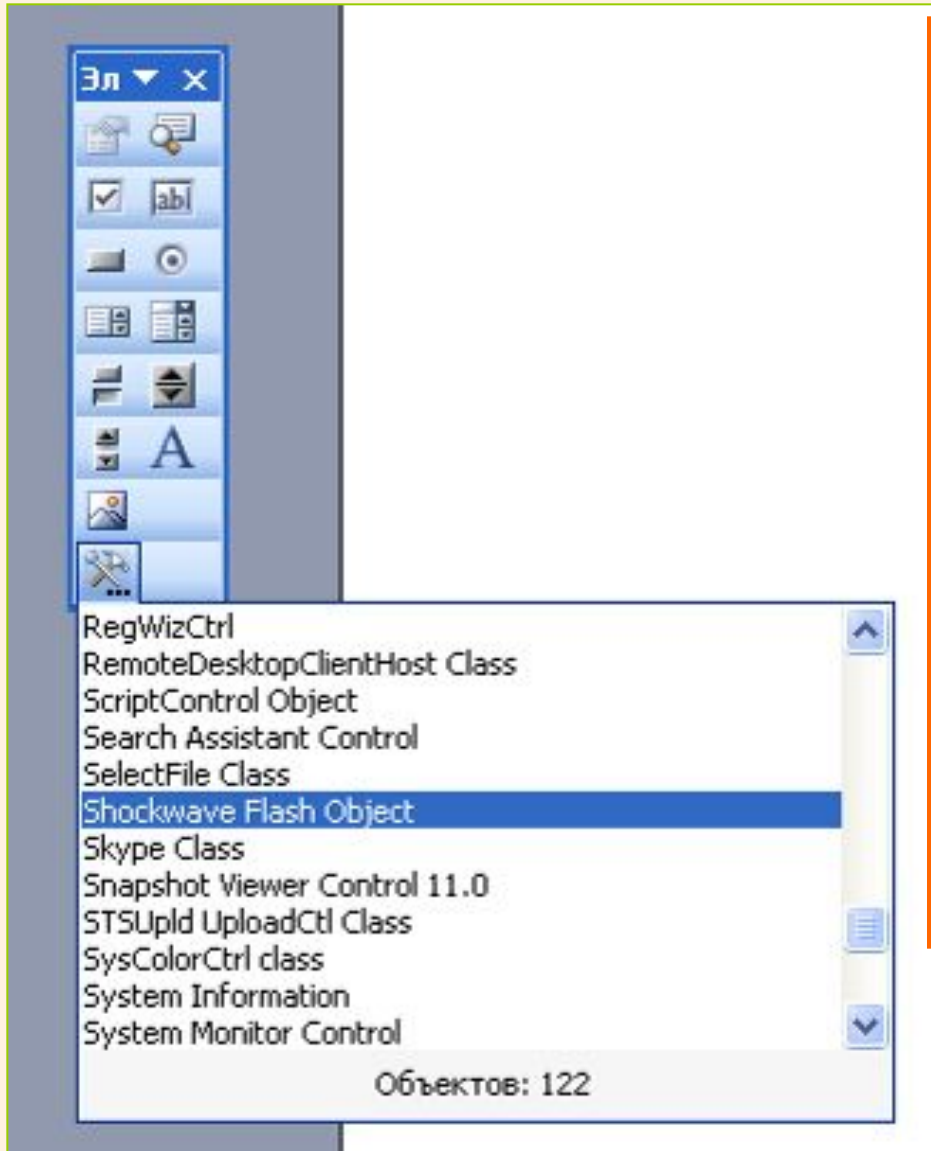 Эл
abl
A
RegWizCtrl
RemoteDesktopClientHost Class
ScriptControl Object
Search Assistant Control
SelectFile Class
Shockwave Flash Object
Skype Class
Snapshot Viewer Control 11.0
STSUpld UploadCtl Class
SysColorCtrl class
System Information
System Monitor Control
Объектов: 122